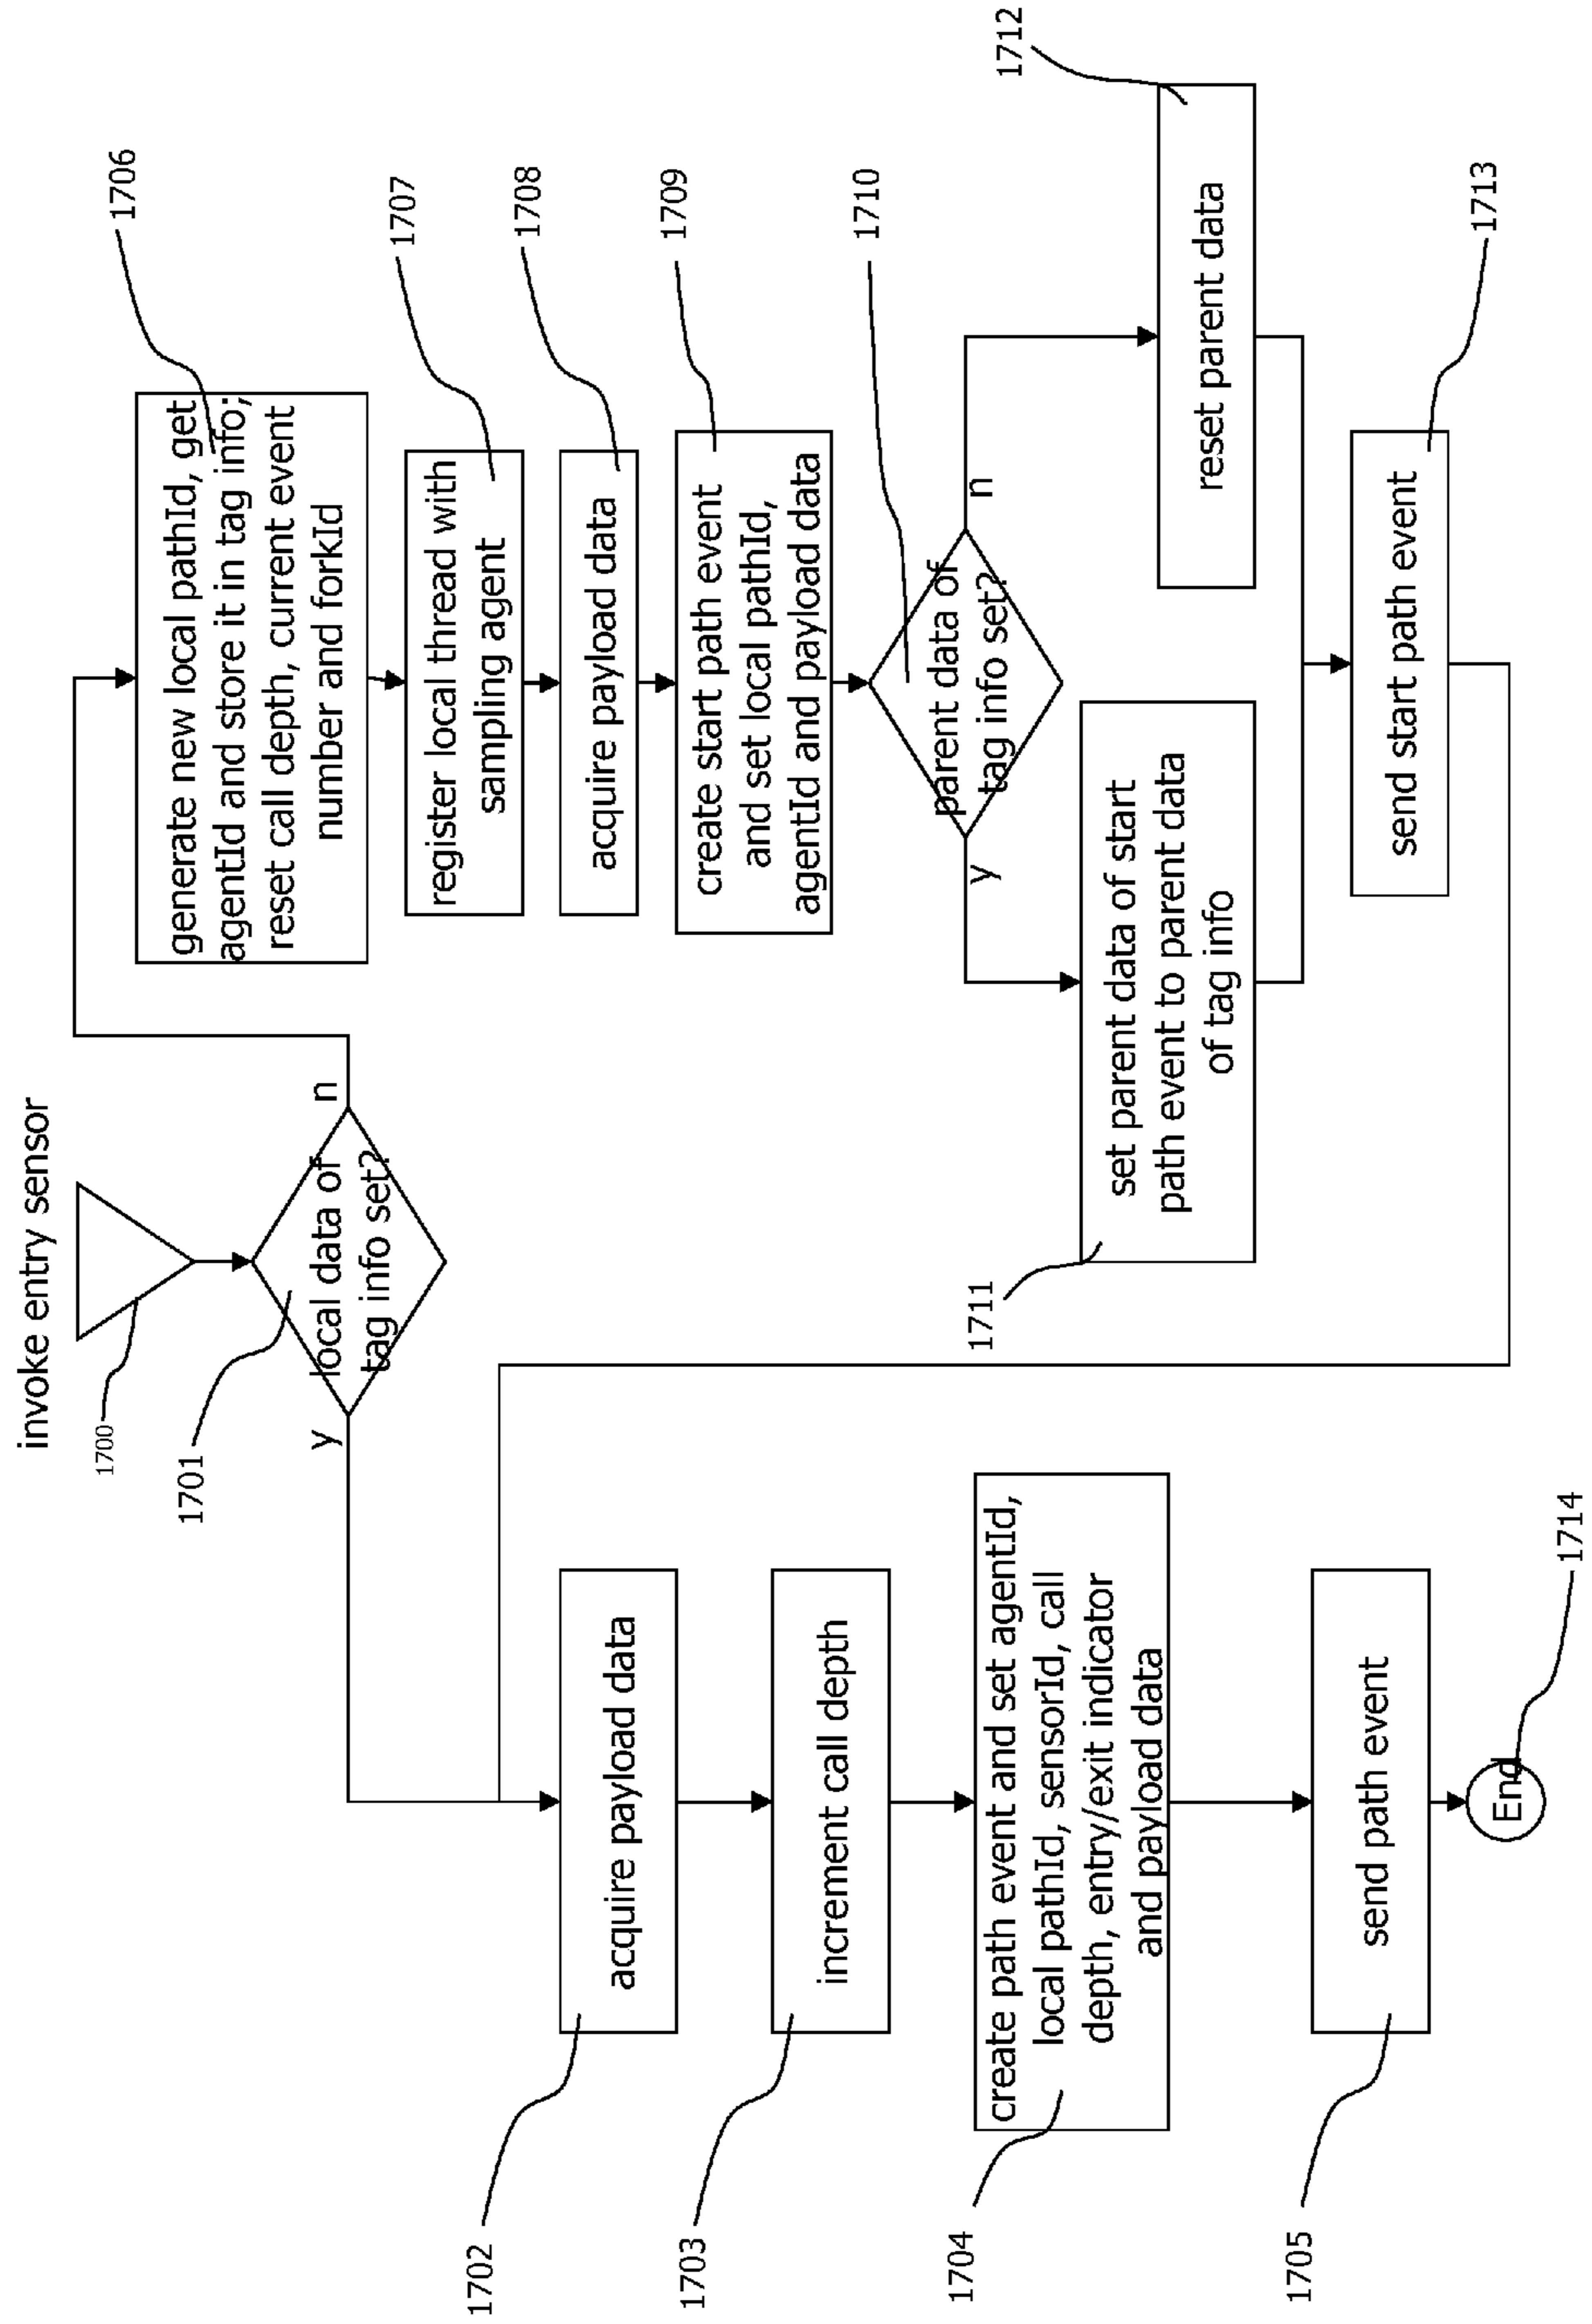 invoke entry sensor
1700
1701
local data of
tag info set?
y
n
1702
acquire payload data
1703
increment call depth
1704
create path event and set agentId,
local pathId, sensorId, call
depth, entry/exit indicator
and payload data
1705
send path event
End
1714
1706
generate new local pathId, get
agentId and store it in tag info;
reset call depth, current event
number and forkId
1707
register local thread with
sampling agent
1708
acquire payload data
1709
create start path event
and set local pathId,
agentId and payload data
1710
parent data of
tag info set?
y
n
1711
set parent data of start
path event to parent data
of tag info
1712
reset parent data
1713
send start path event